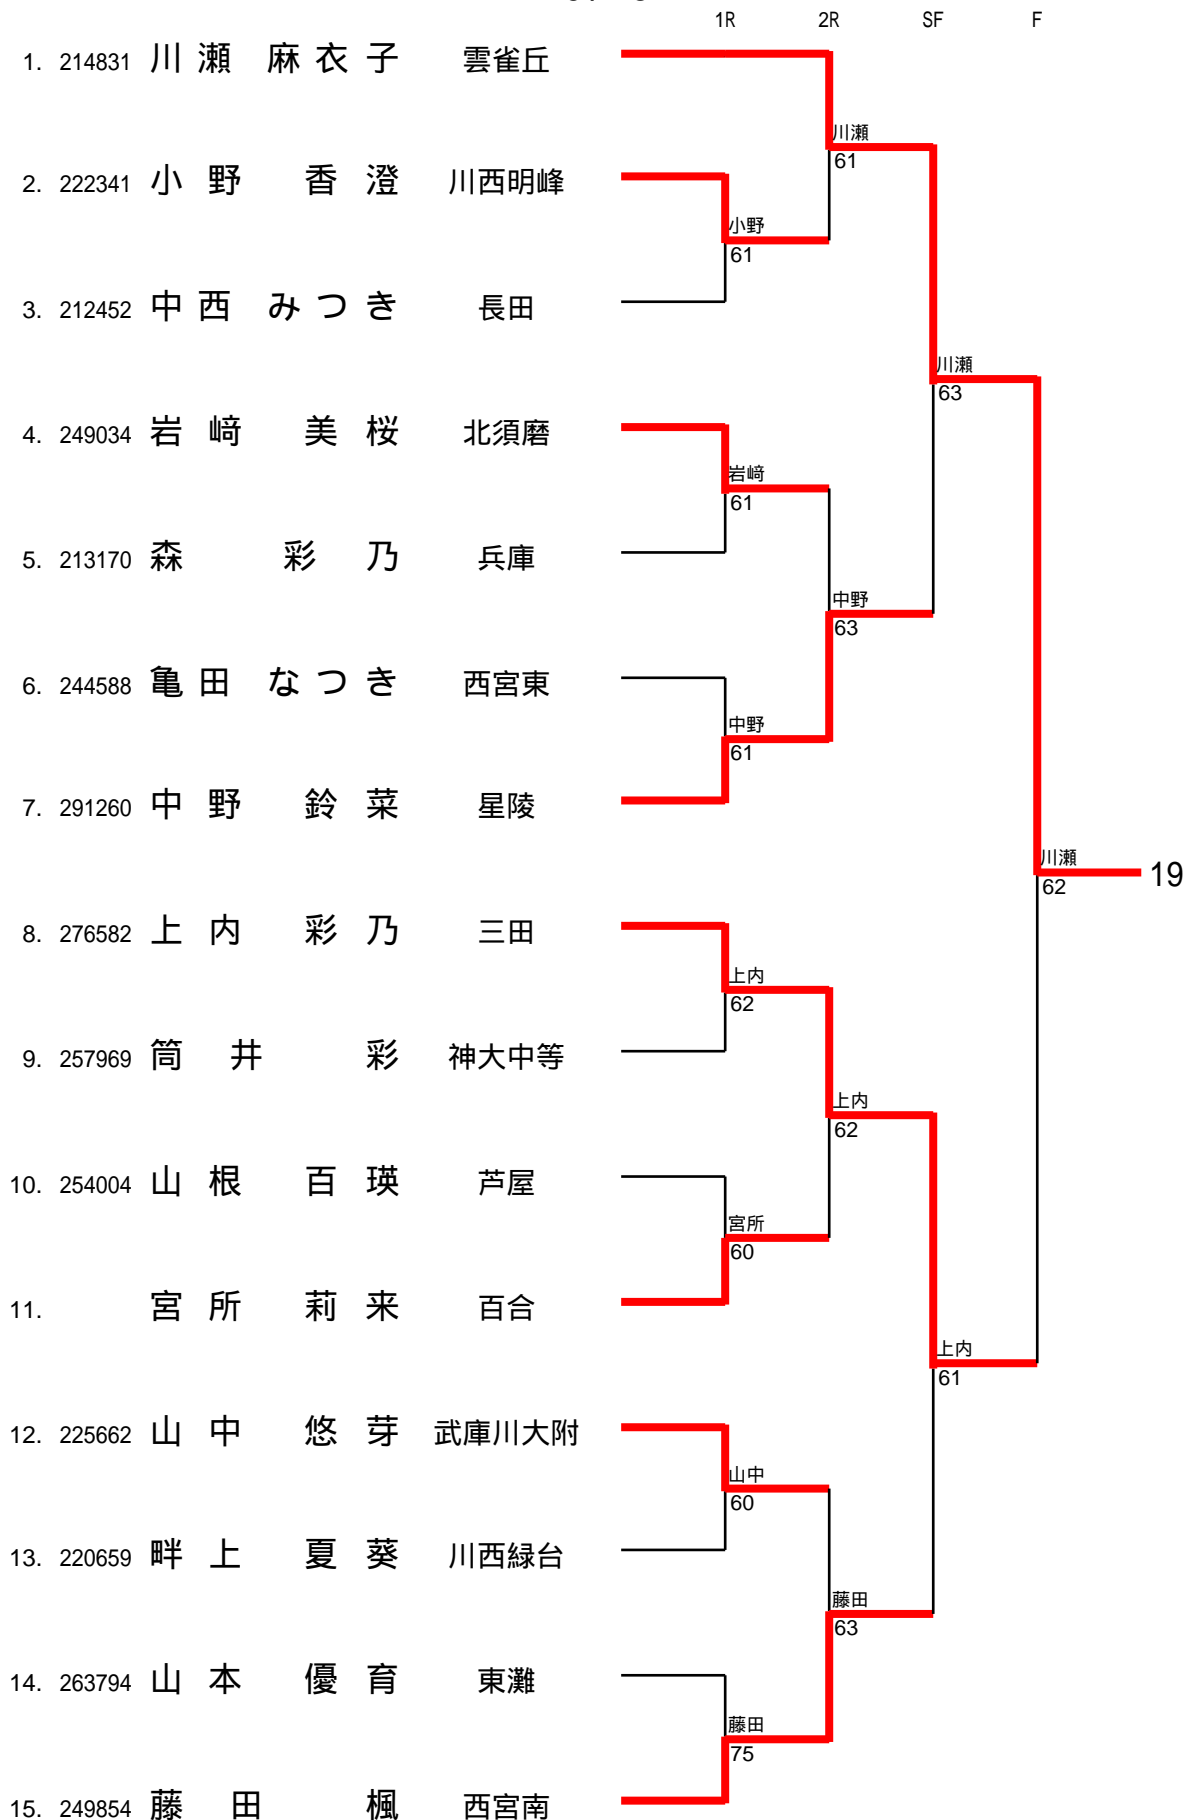 1R 2R SF F
1. 214831 川瀬 麻衣子 雲雀丘
川瀬
61
2. 222341 小野 香澄 川西明峰
小野
61
3. 212452 中西 みつき 長田
川瀬
63
4. 249034 岩﨑 美桜 北須磨
岩﨑
61
5. 213170 森 彩乃 兵庫
中野
63
6. 244588 亀田 なつき 西宮東
中野
61
7. 291260 中野 鈴菜 星陵
川瀬
62
19
8. 276582 上内 彩乃 三田
上内
62
9. 257969 筒井 彩 神大中等
上内
62
10. 254004 山根 百瑛 芦屋
宮所
60
11. 宮所 莉来 百合
上内
61
12. 225662 山中 悠芽 武庫川大附
山中
60
13. 220659 畔上 夏葵 川西緑台
藤田
63
14. 263794 山本 優育 東灘
藤田
75
15. 249854 藤田 楓 西宮南